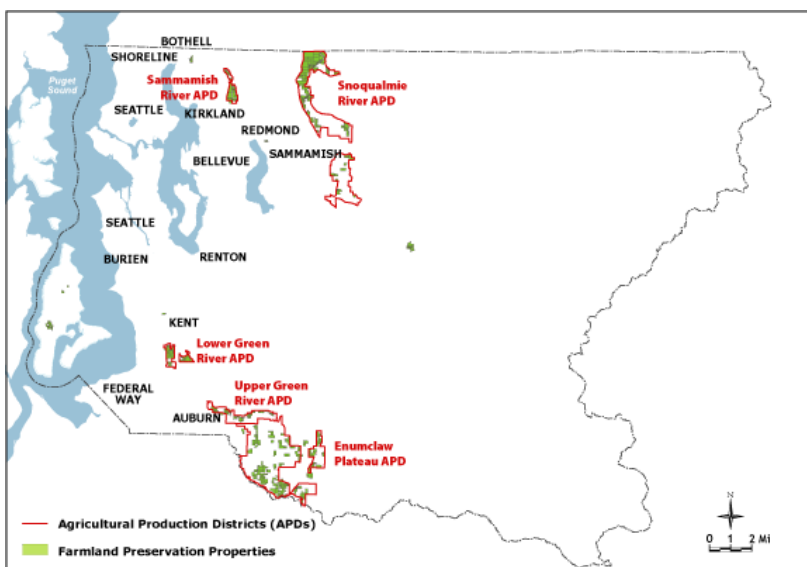 BOTHELL
SHORELINE
Puget
Sound
Sammamish
River APD
Snoqualmie
River APD
SEATTLE
KIRKLAND
REDMOND
SAMMAMISH
BELLEVUE
SEATTLE
BURIEN
RENTON
KENT
Lower Green
River APD
FEDERAL
WAY
Upper Green
River APD
AUBURN
Enumclaw
Plateau APD
Agricultural Production Districts (APDs)
Farmland Preservation Properties
N
0 1 2 Mi